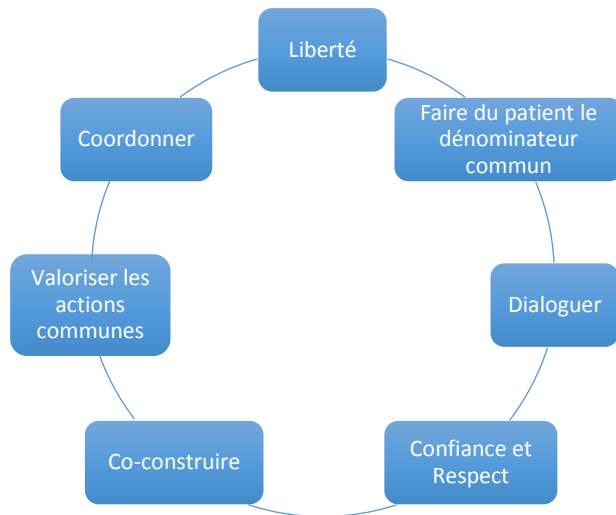 Liberté
Faire du patient le
dénominateur
commun
Dialoguer
Confiance et
Respect
Co-construire
Valoriser les
actions
communes
Coordonner